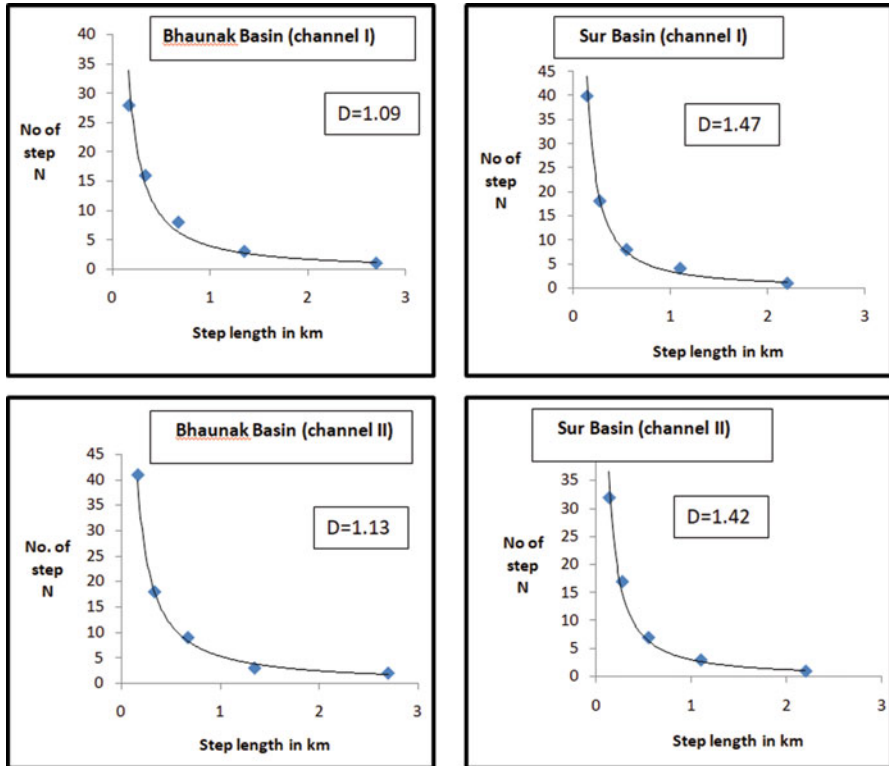 Bhaunak Basin (channel I)
D=1.09
No of
step
N
40
35
30
25
20
15
10
5
0
0 1 2 3
Step length in km
Sur Basin (channel I)
D=1.47
No of
step
N
45
40
35
30
25
20
15
10
5
0
0 1 2 3
Step length in km
Bhaunak Basin (channel II)
D=1.13
No. of
step
N
45
40
35
30
25
20
15
10
5
0
0 1 2 3
Step length in km
Sur Basin (channel II)
D=1.42
No of
step
N
35
30
25
20
15
10
5
0
0 1 2 3
Step length in km